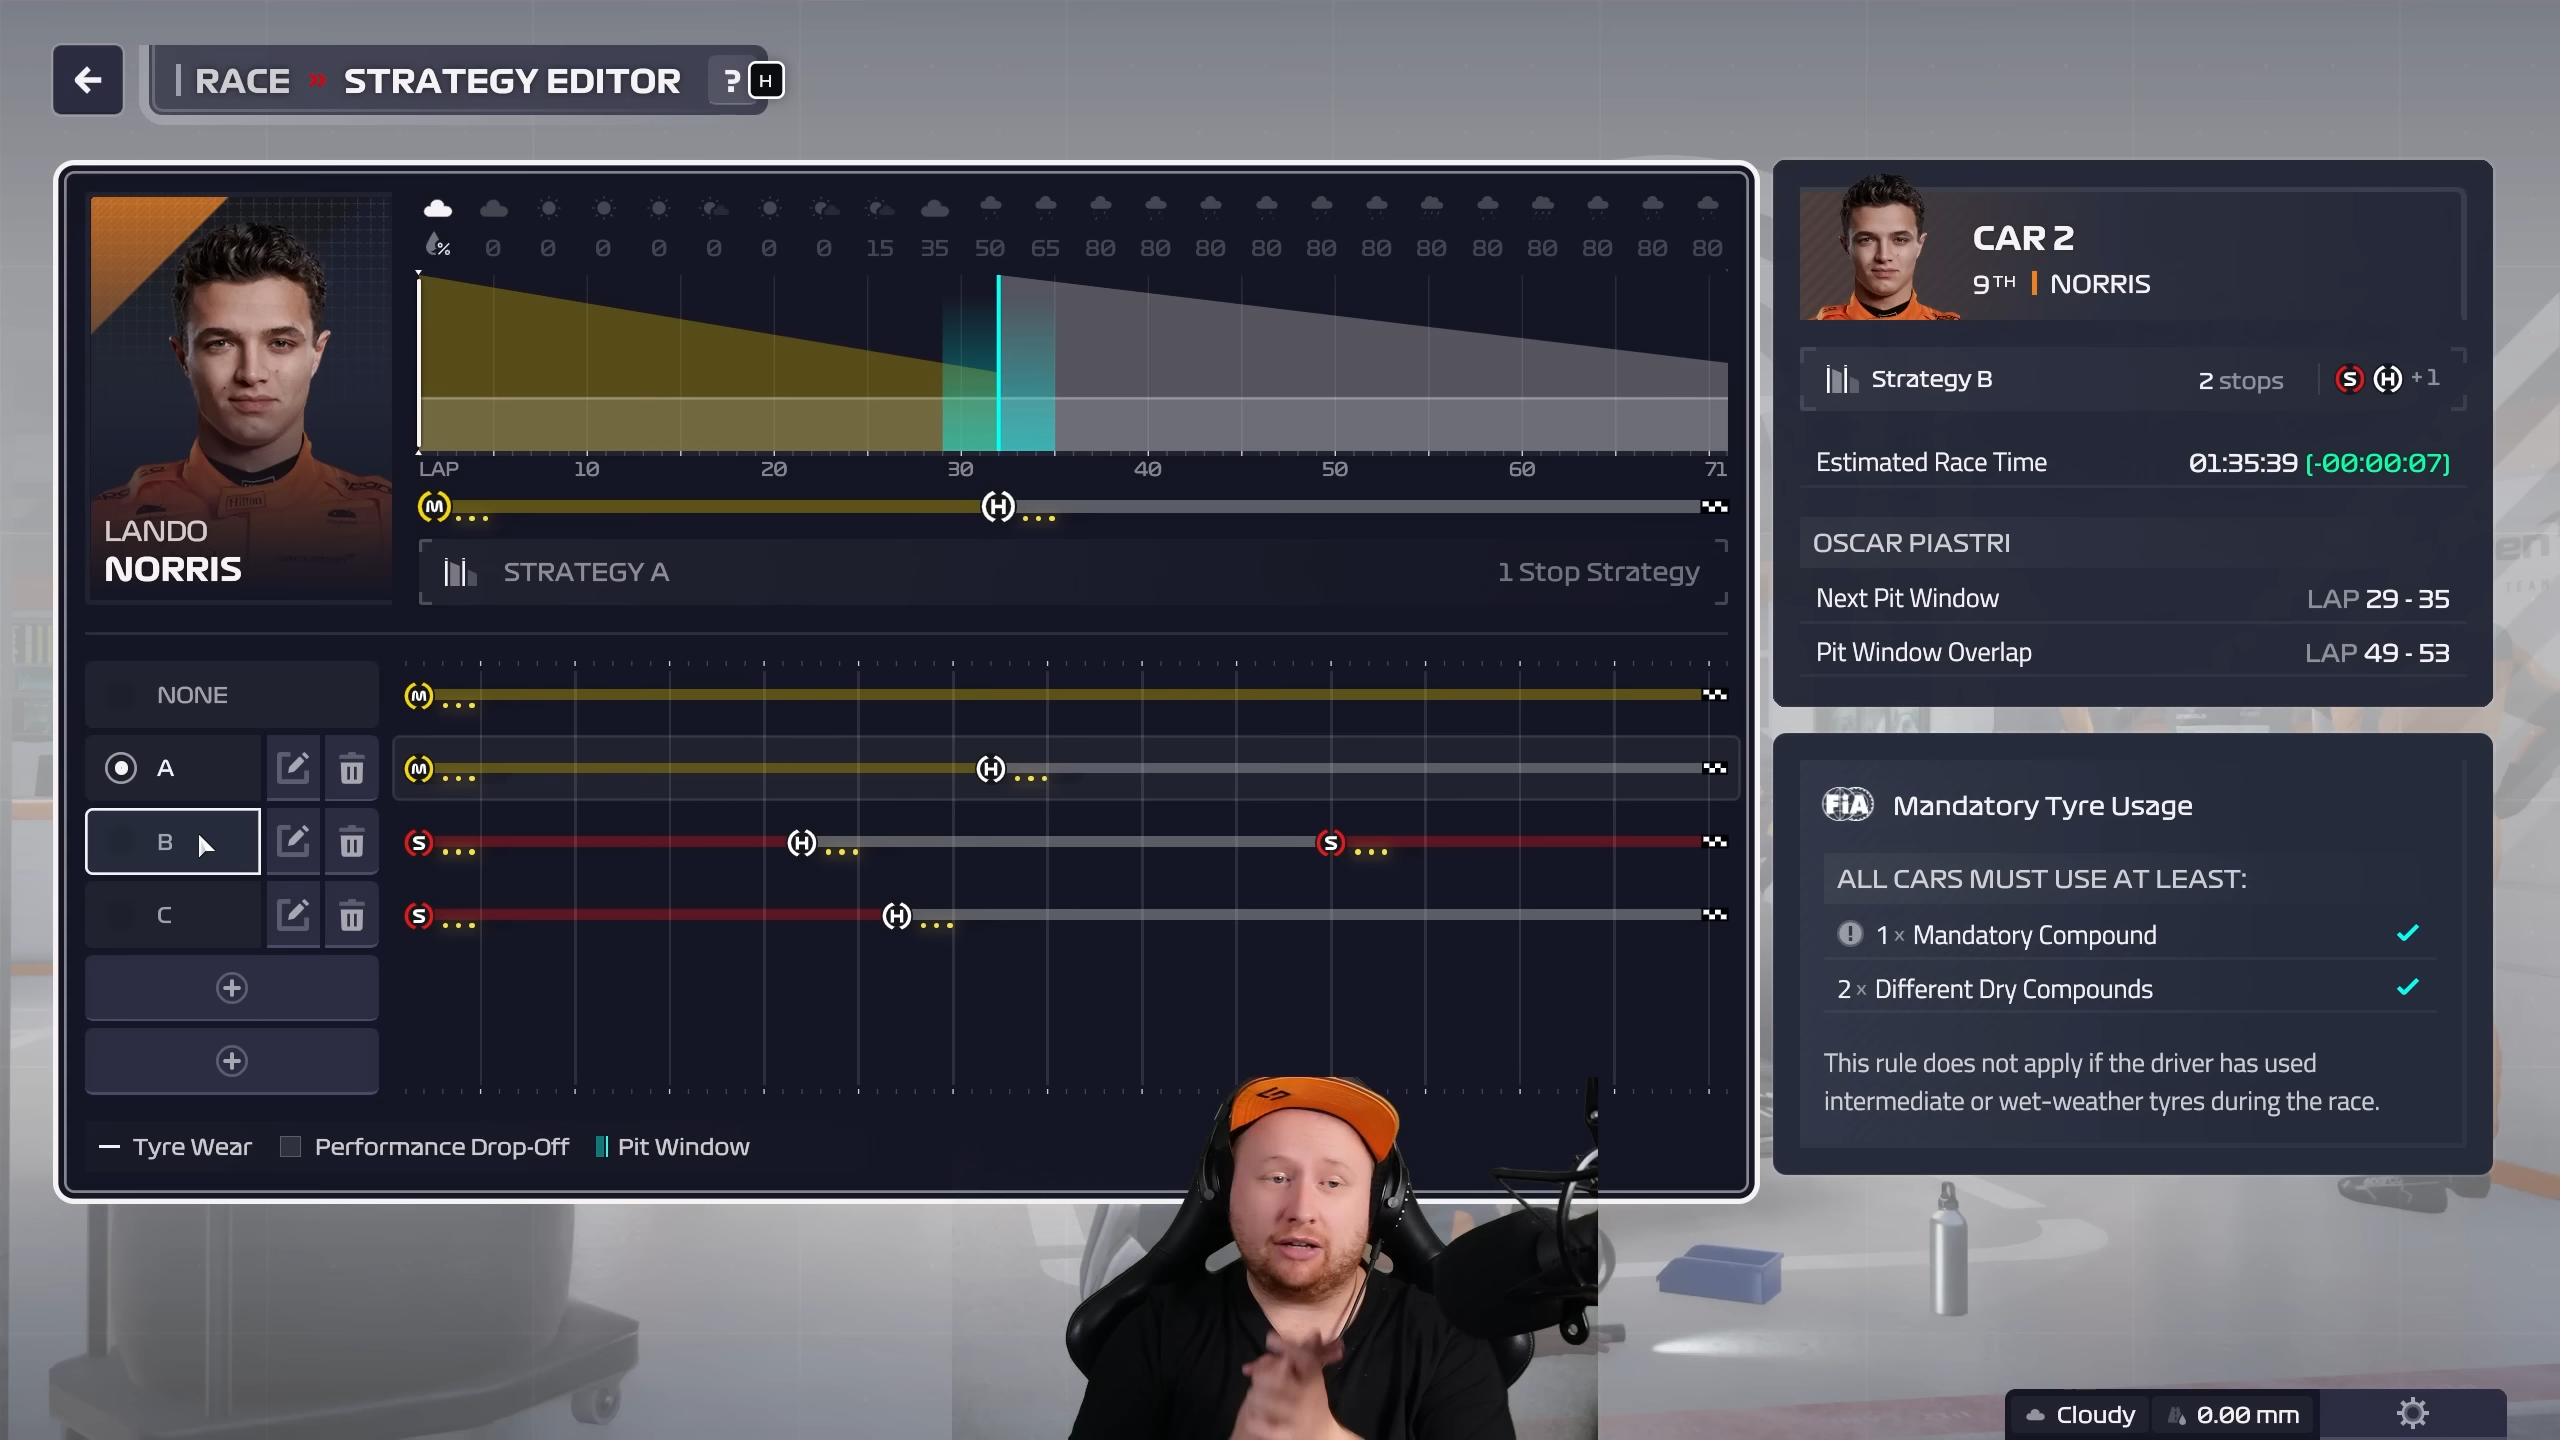 RACE » STRATEGY EDITOR ? H
% 0 0 0 0 0 0 0 15 35 50 65 80 80 80 80 80 80 80 80 80 80 80 80
LAP 10 20 30 40 50 60 71
M H
LANDO
NORRIS
STRATEGY A 1 Stop Strategy
NONE M
A M H
B S H S
C S H
Tyre Wear Performance Drop-Off Pit Window
CAR 2
9TH NORRIS
Strategy B 2 stops S H +1
Estimated Race Time 01:35:39 (-00:00:07)
OSCAR PIASTRI
Next Pit Window LAP 29 - 35
Pit Window Overlap LAP 49 - 53
FIA Mandatory Tyre Usage
ALL CARS MUST USE AT LEAST:
1 x Mandatory Compound
2 x Different Dry Compounds
This rule does not apply if the driver has used
intermediate or wet-weather tyres during the race.
Cloudy 0.00 mm
Hilton